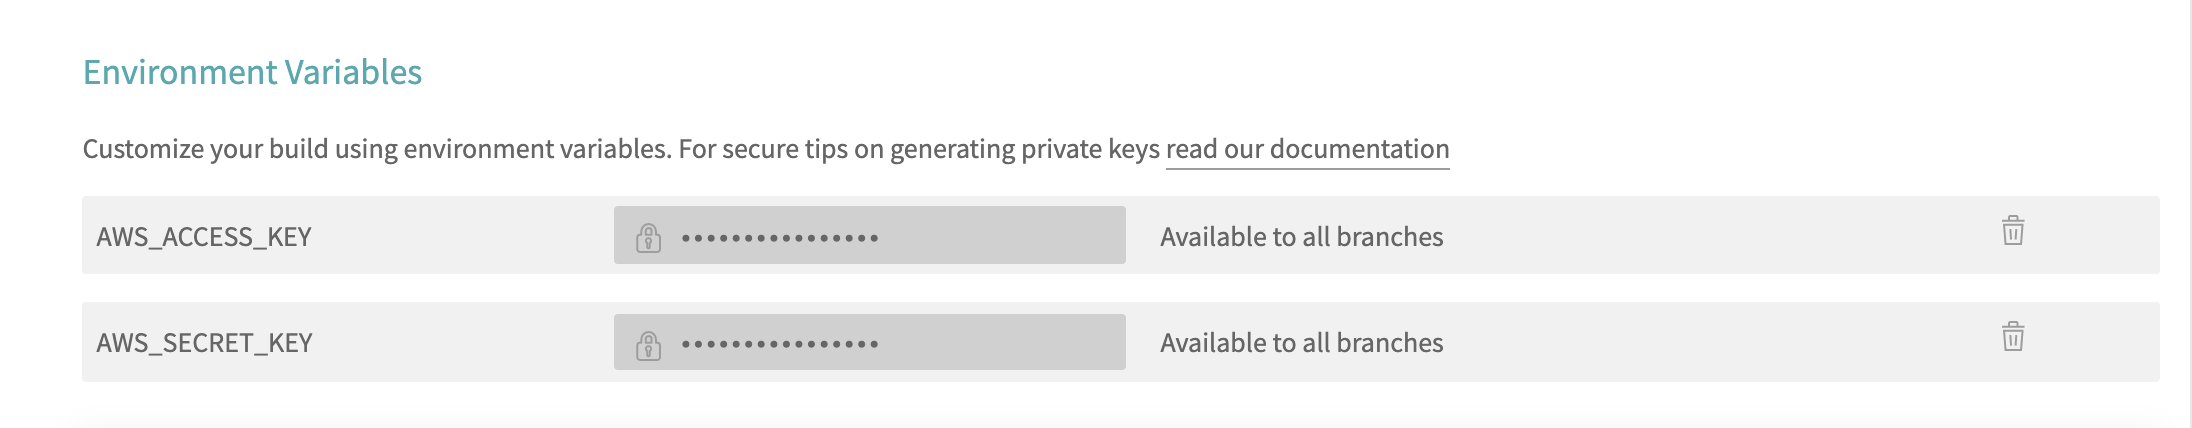 Environment Variables
Customize your build using environment variables. For secure tips on generating private keys read our documentation
AWS_ACCESS_KEY •••••••••••••••• Available to all branches
AWS_SECRET_KEY •••••••••••••••• Available to all branches